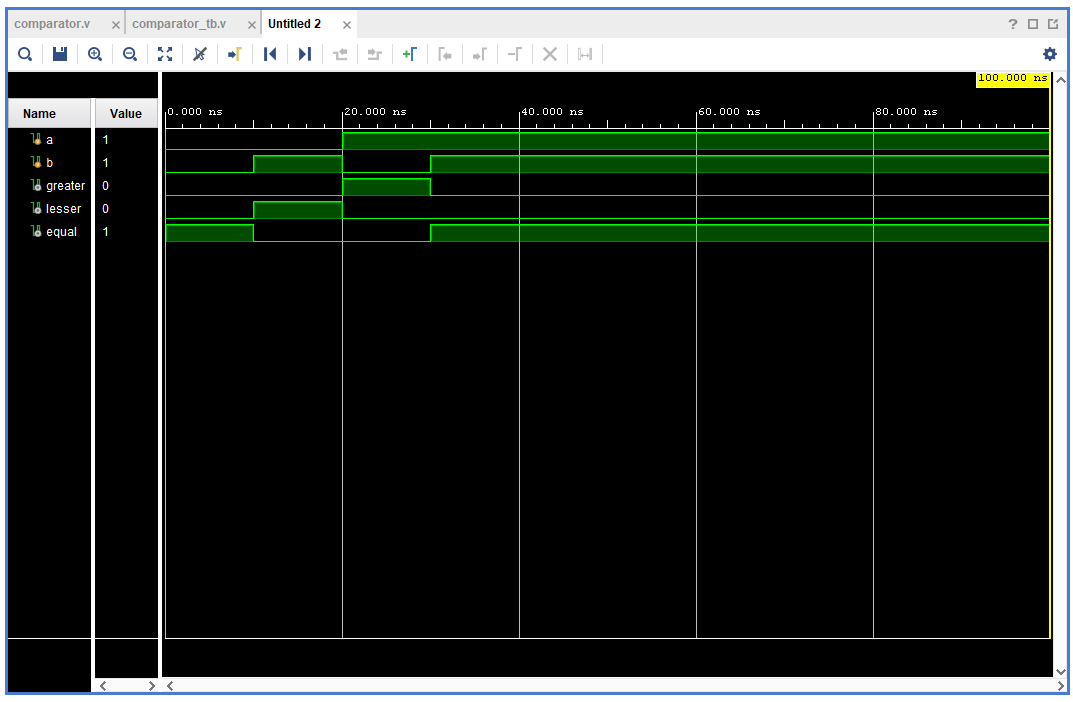 comparator.v × comparator_tb.v × Untitled 2 × ?
100.000 ns
Name Value 0.000 ns 20.000 ns 40.000 ns 60.000 ns 80.000 ns
a 1
b 1
greater 0
lesser 0
equal 1